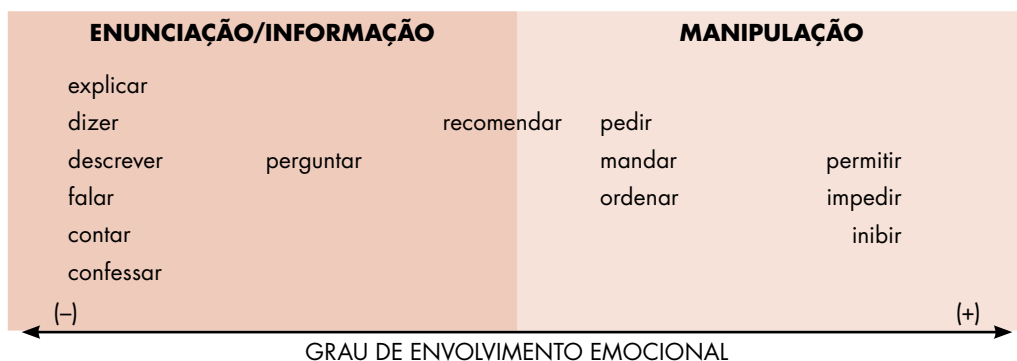 ENUNCIAÇÃO/INFORMAÇÃO MANIPULAÇÃO
explicar
dizer recomendar pedir
descrever perguntar mandar permitir
falar ordenar impedir
contar inibir
confessar
(–) (+)
GRAU DE ENVOLVIMENTO EMOCIONAL